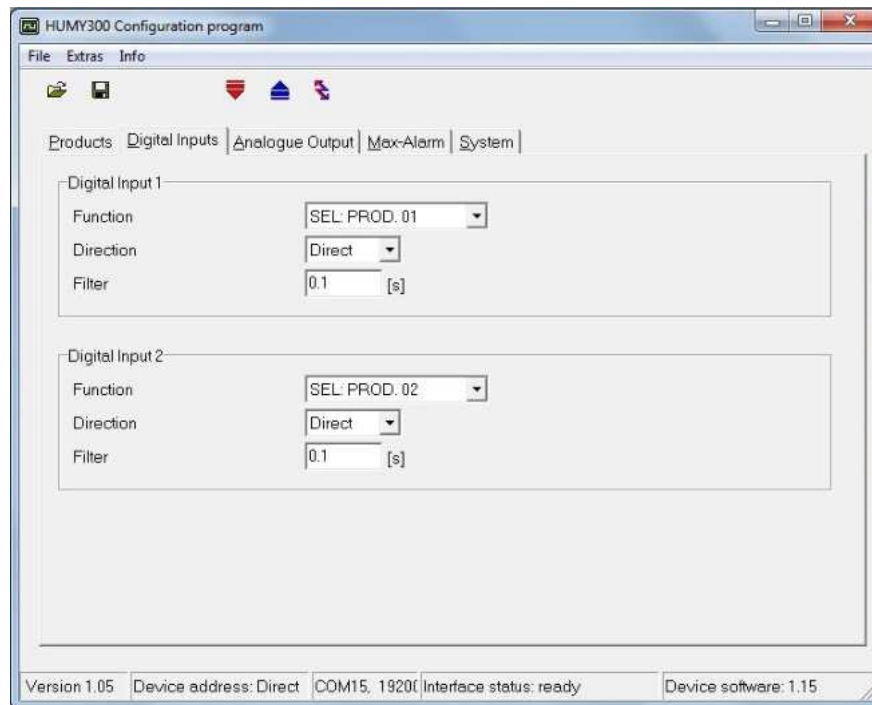 HUMY300 Configuration program
File Extras Info
Products Digital Inputs Analogue Output Max-Alarm System
Digital Input 1
Function SEL: PROD. 01
Direction Direct
Filter 0.1 [s]
Digital Input 2
Function SEL: PROD. 02
Direction Direct
Filter 0.1 [s]
Version 1.05 Device address: Direct COM15, 1920( Interface status: ready Device software: 1.15